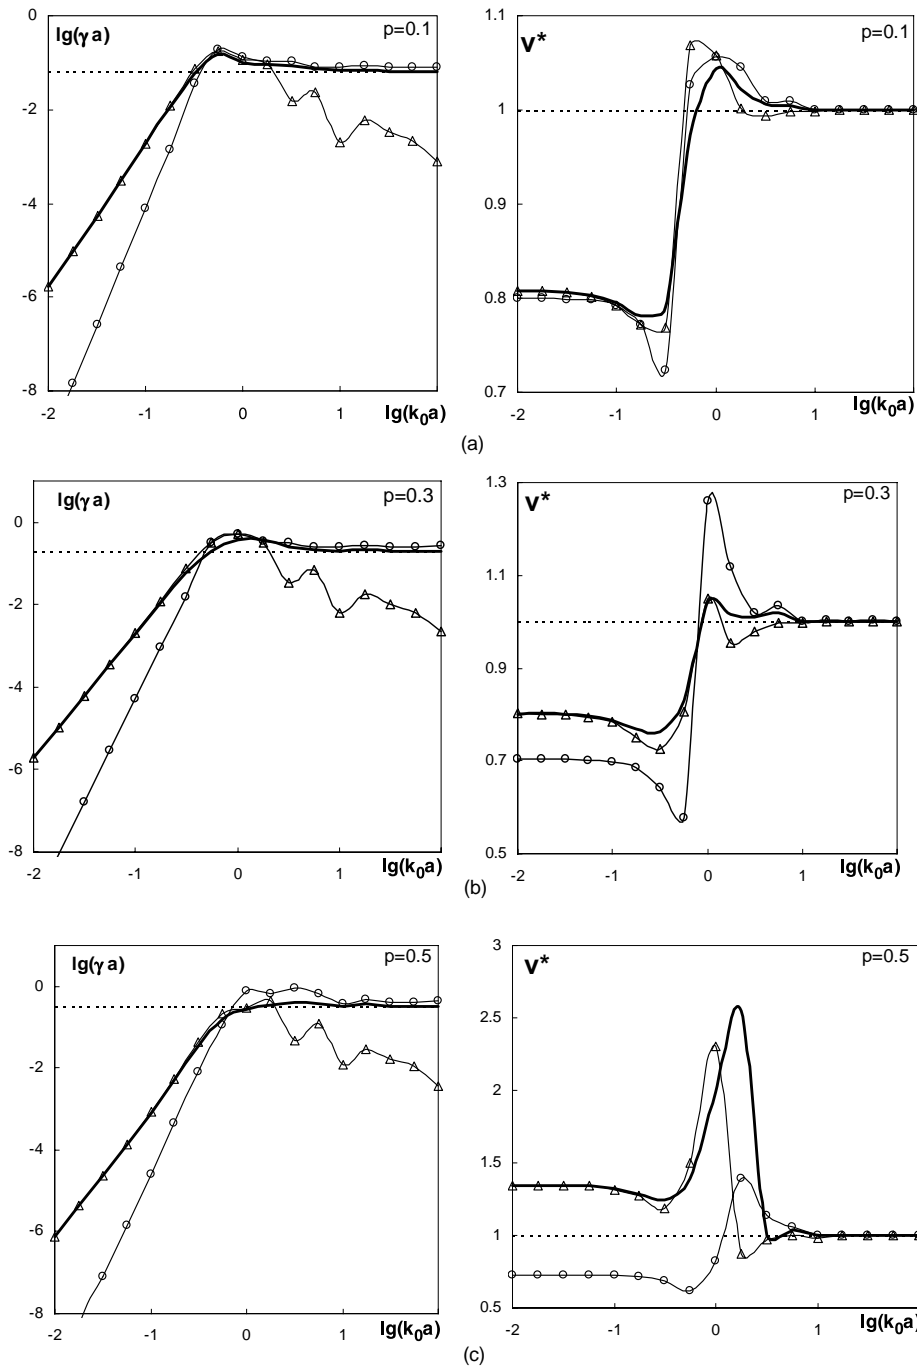 lg(γ a)
p=0.1
0
-2
-4
-6
-8
-2 -1 0 1
lg(k₀a)
v*
p=0.1
1.1
1
0.9
0.8
0.7
-2 -1 0 1
lg(k₀a)
(a)
lg(γ a)
p=0.3
0
-2
-4
-6
-8
-2 -1 0 1
lg(k₀a)
v*
p=0.3
1.3
1.1
0.9
0.7
0.5
-2 -1 0 1
lg(k₀a)
(b)
lg(γ a)
p=0.5
0
-2
-4
-6
-8
-2 -1 0 1
lg(k₀a)
v*
p=0.5
3
2.5
2
1.5
1
0.5
-2 -1 0 1
lg(k₀a)
(c)